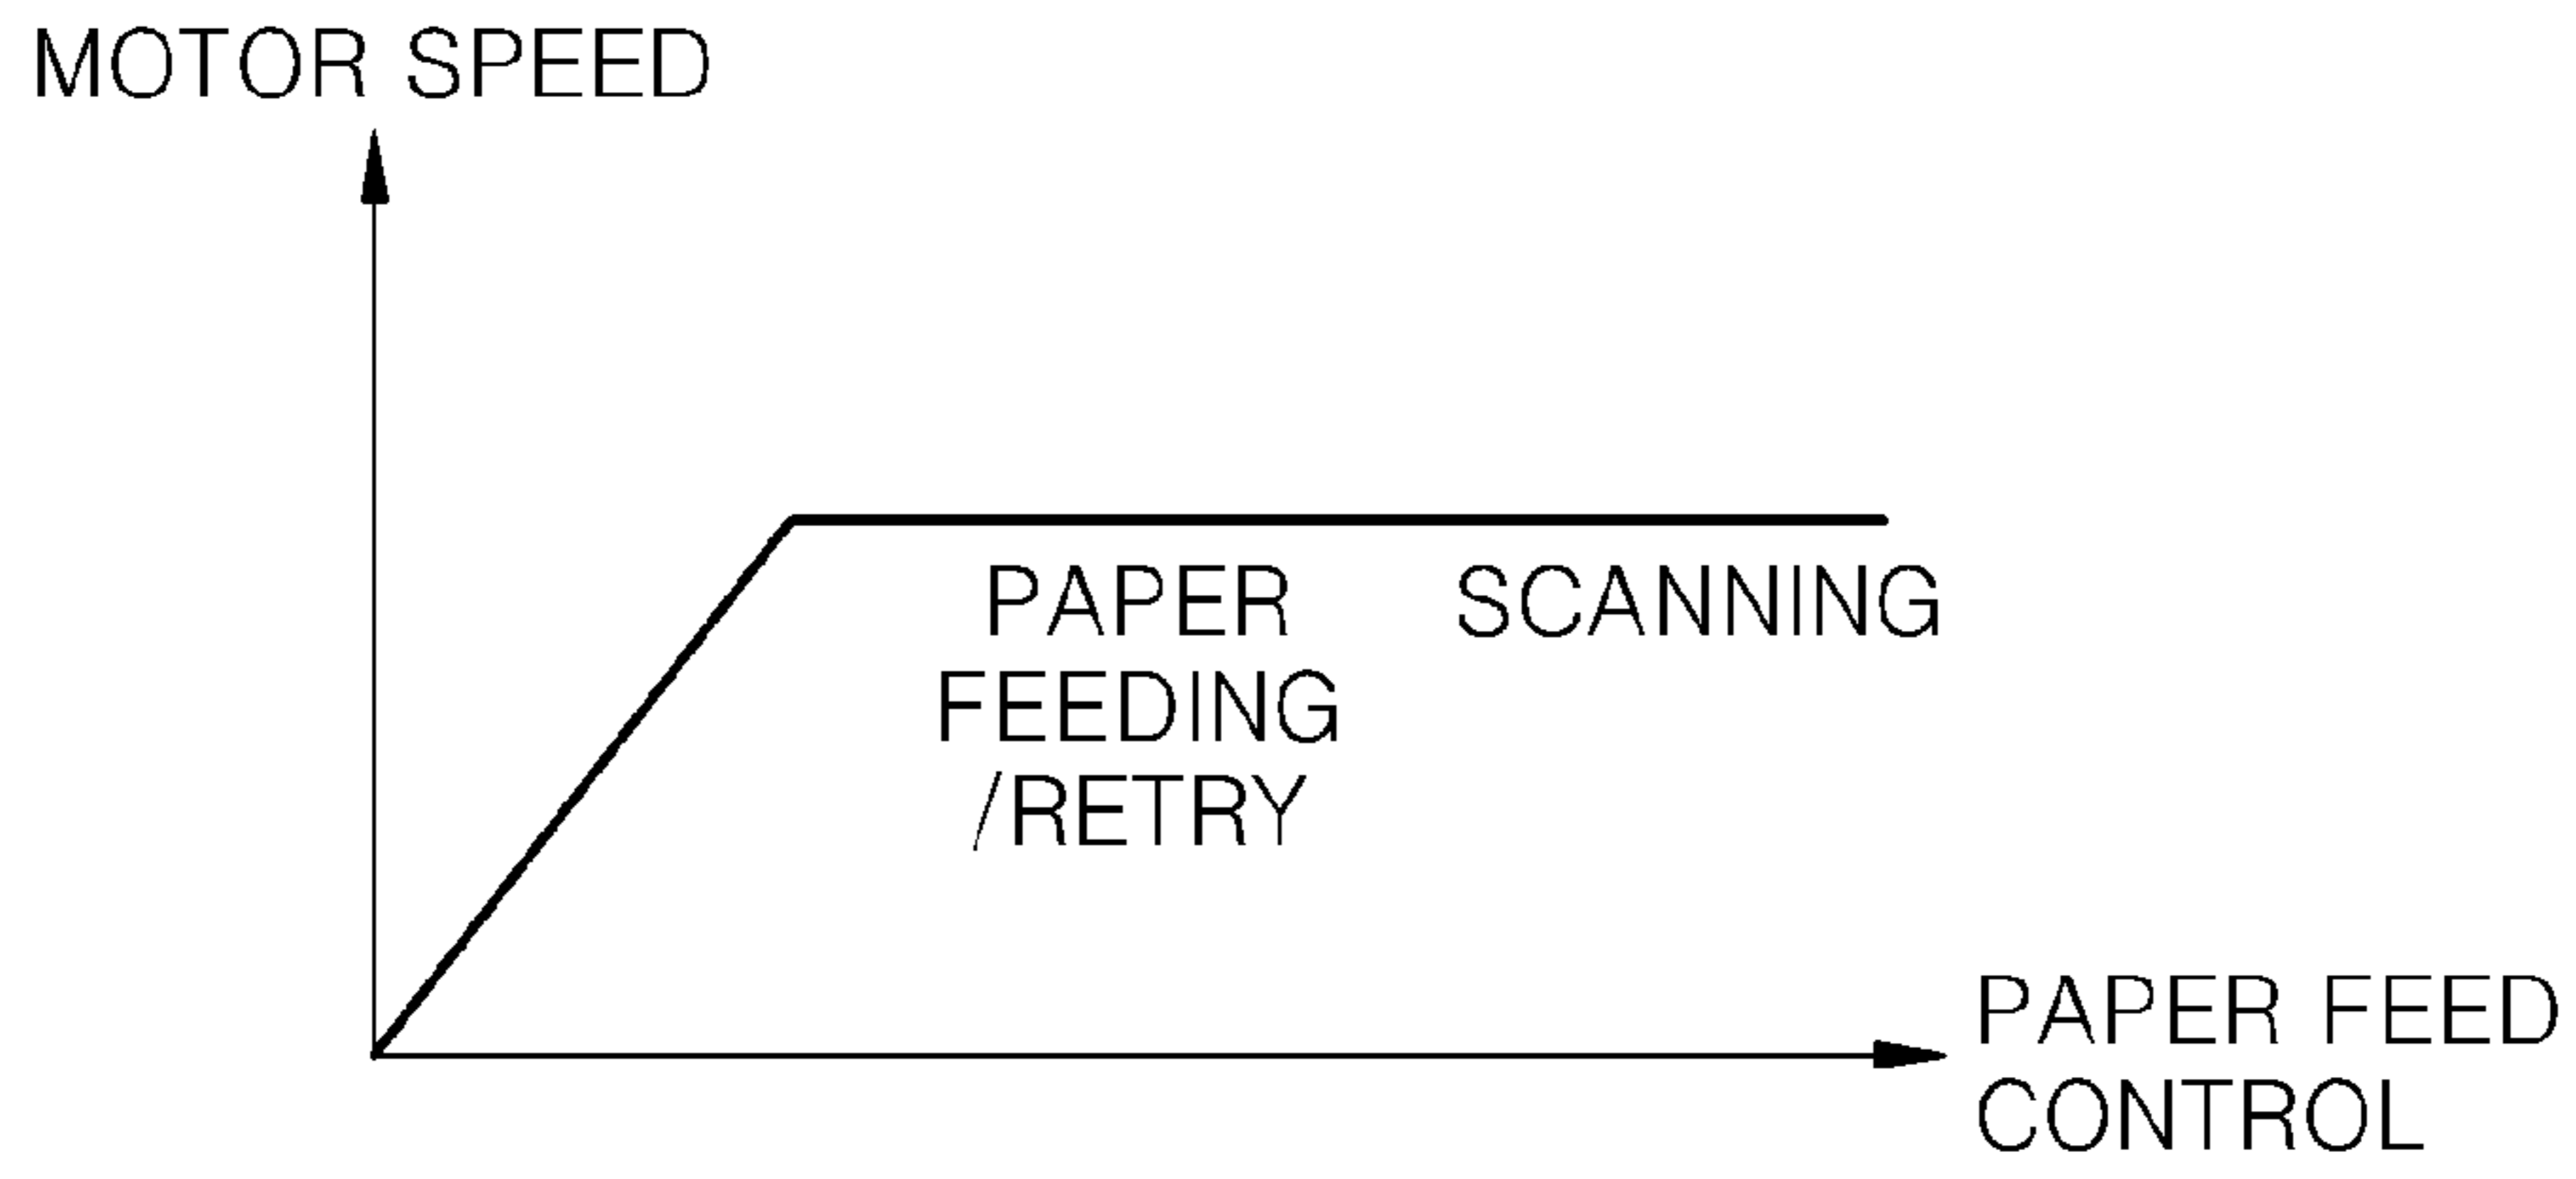 MOTOR SPEED
PAPER
FEEDING
/RETRY
SCANNING
PAPER FEED
CONTROL